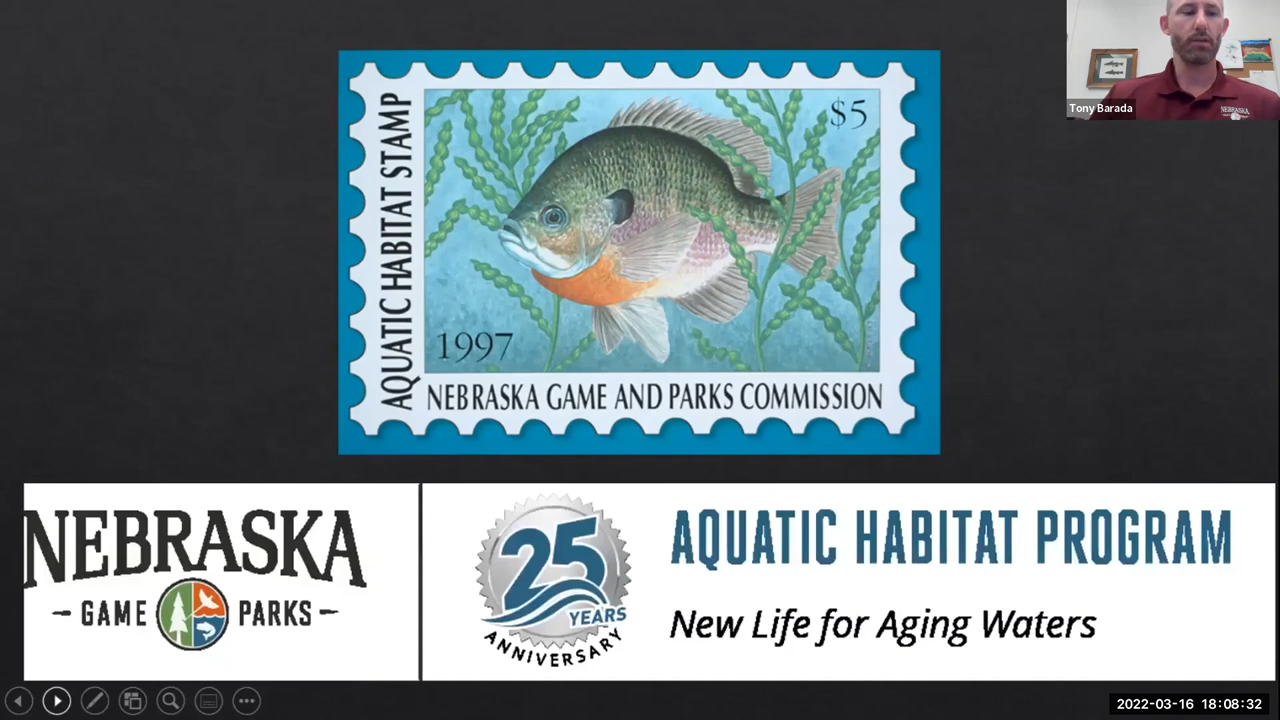 AQUATIC HABITAT STAMP
$5
1997
NEBRASKA GAME AND PARKS COMMISSION
Tony Barada
NEBRASKA
NEBRASKA
GAME PARKS
25
YEARS
ANNIVERSARY
AQUATIC HABITAT PROGRAM
New Life for Aging Waters
2022-03-16 18:08:32